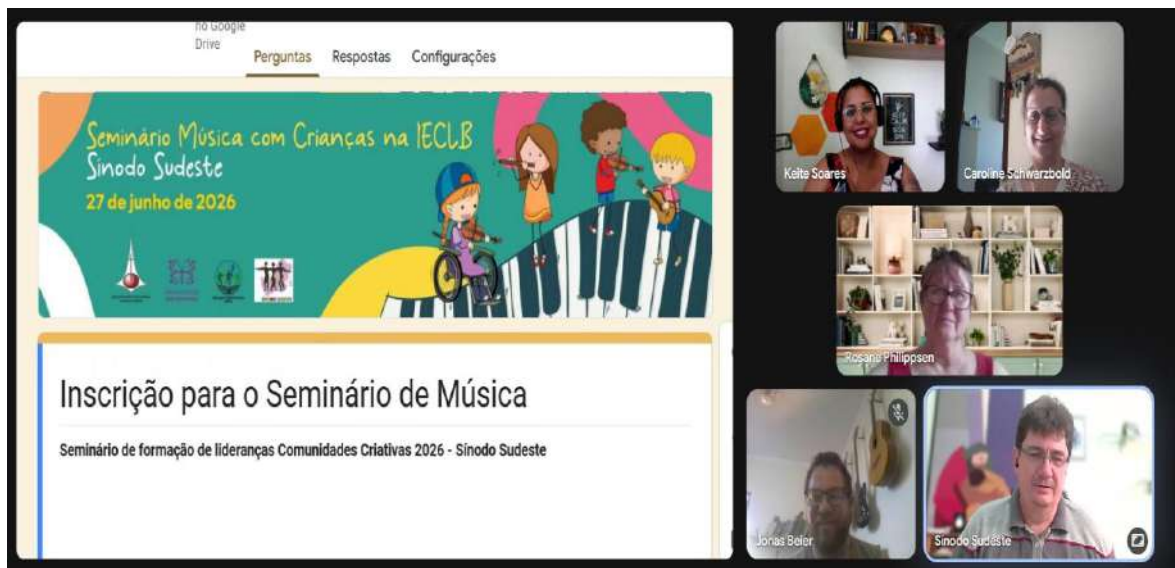 no Google
Drive
Perguntas Respostas Configurações
Seminário Música com Crianças na IECLB
Sínodo Sudeste
27 de junho de 2026
Inscrição para o Seminário de Música
Seminário de formação de lideranças Comunidades Criativas 2026 - Sínodo Sudeste
Keite Soares
Caroline Schwarzbold
Rosane Philippsen
Jonas Beier
Sínodo Sudeste